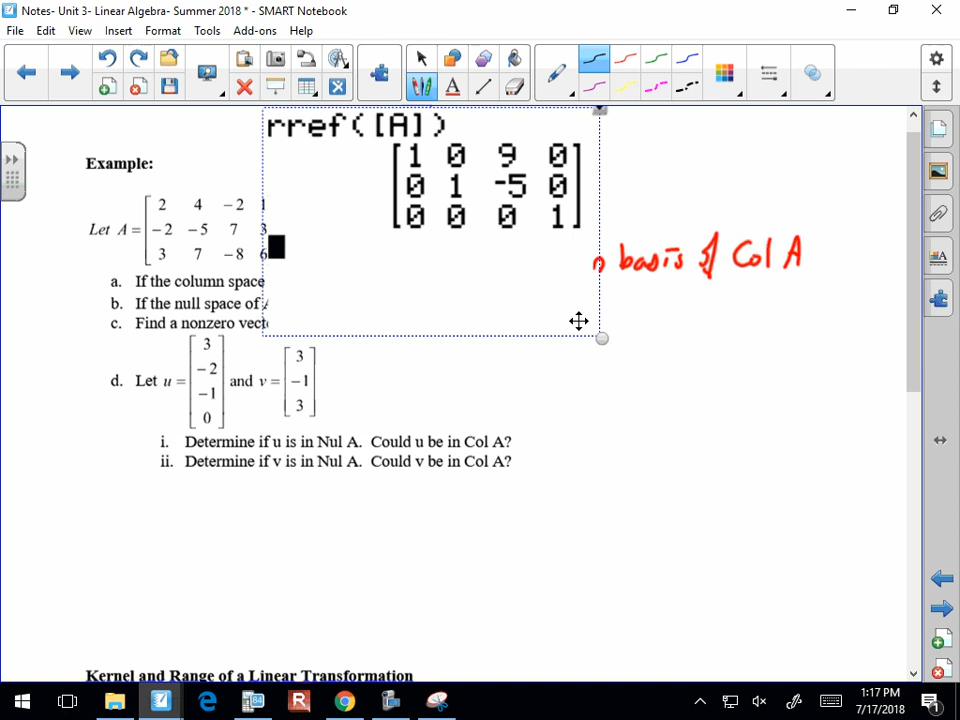 Notes- Unit 3- Linear Algebra- Summer 2018 * - SMART Notebook
File Edit View Insert Format Tools Add-ons Help
rref([A])
[1 0 9 0]
[0 1 -5 0]
[0 0 0 1]
Example:
Let A =
2 4 -2 1
-2 -5 7 3
3 7 -8 6
basis of Col A
a. If the column space
b. If the null space of
c. Find a nonzero
d. Let u = [3 -2 -1 0] and v = [3 -1 3]
i. Determine if u is in Nul A. Could u be in Col A?
ii. Determine if v is in Nul A. Could v be in Col A?
Kernel and Range of a Linear Transformation
1:17 PM
7/17/2018